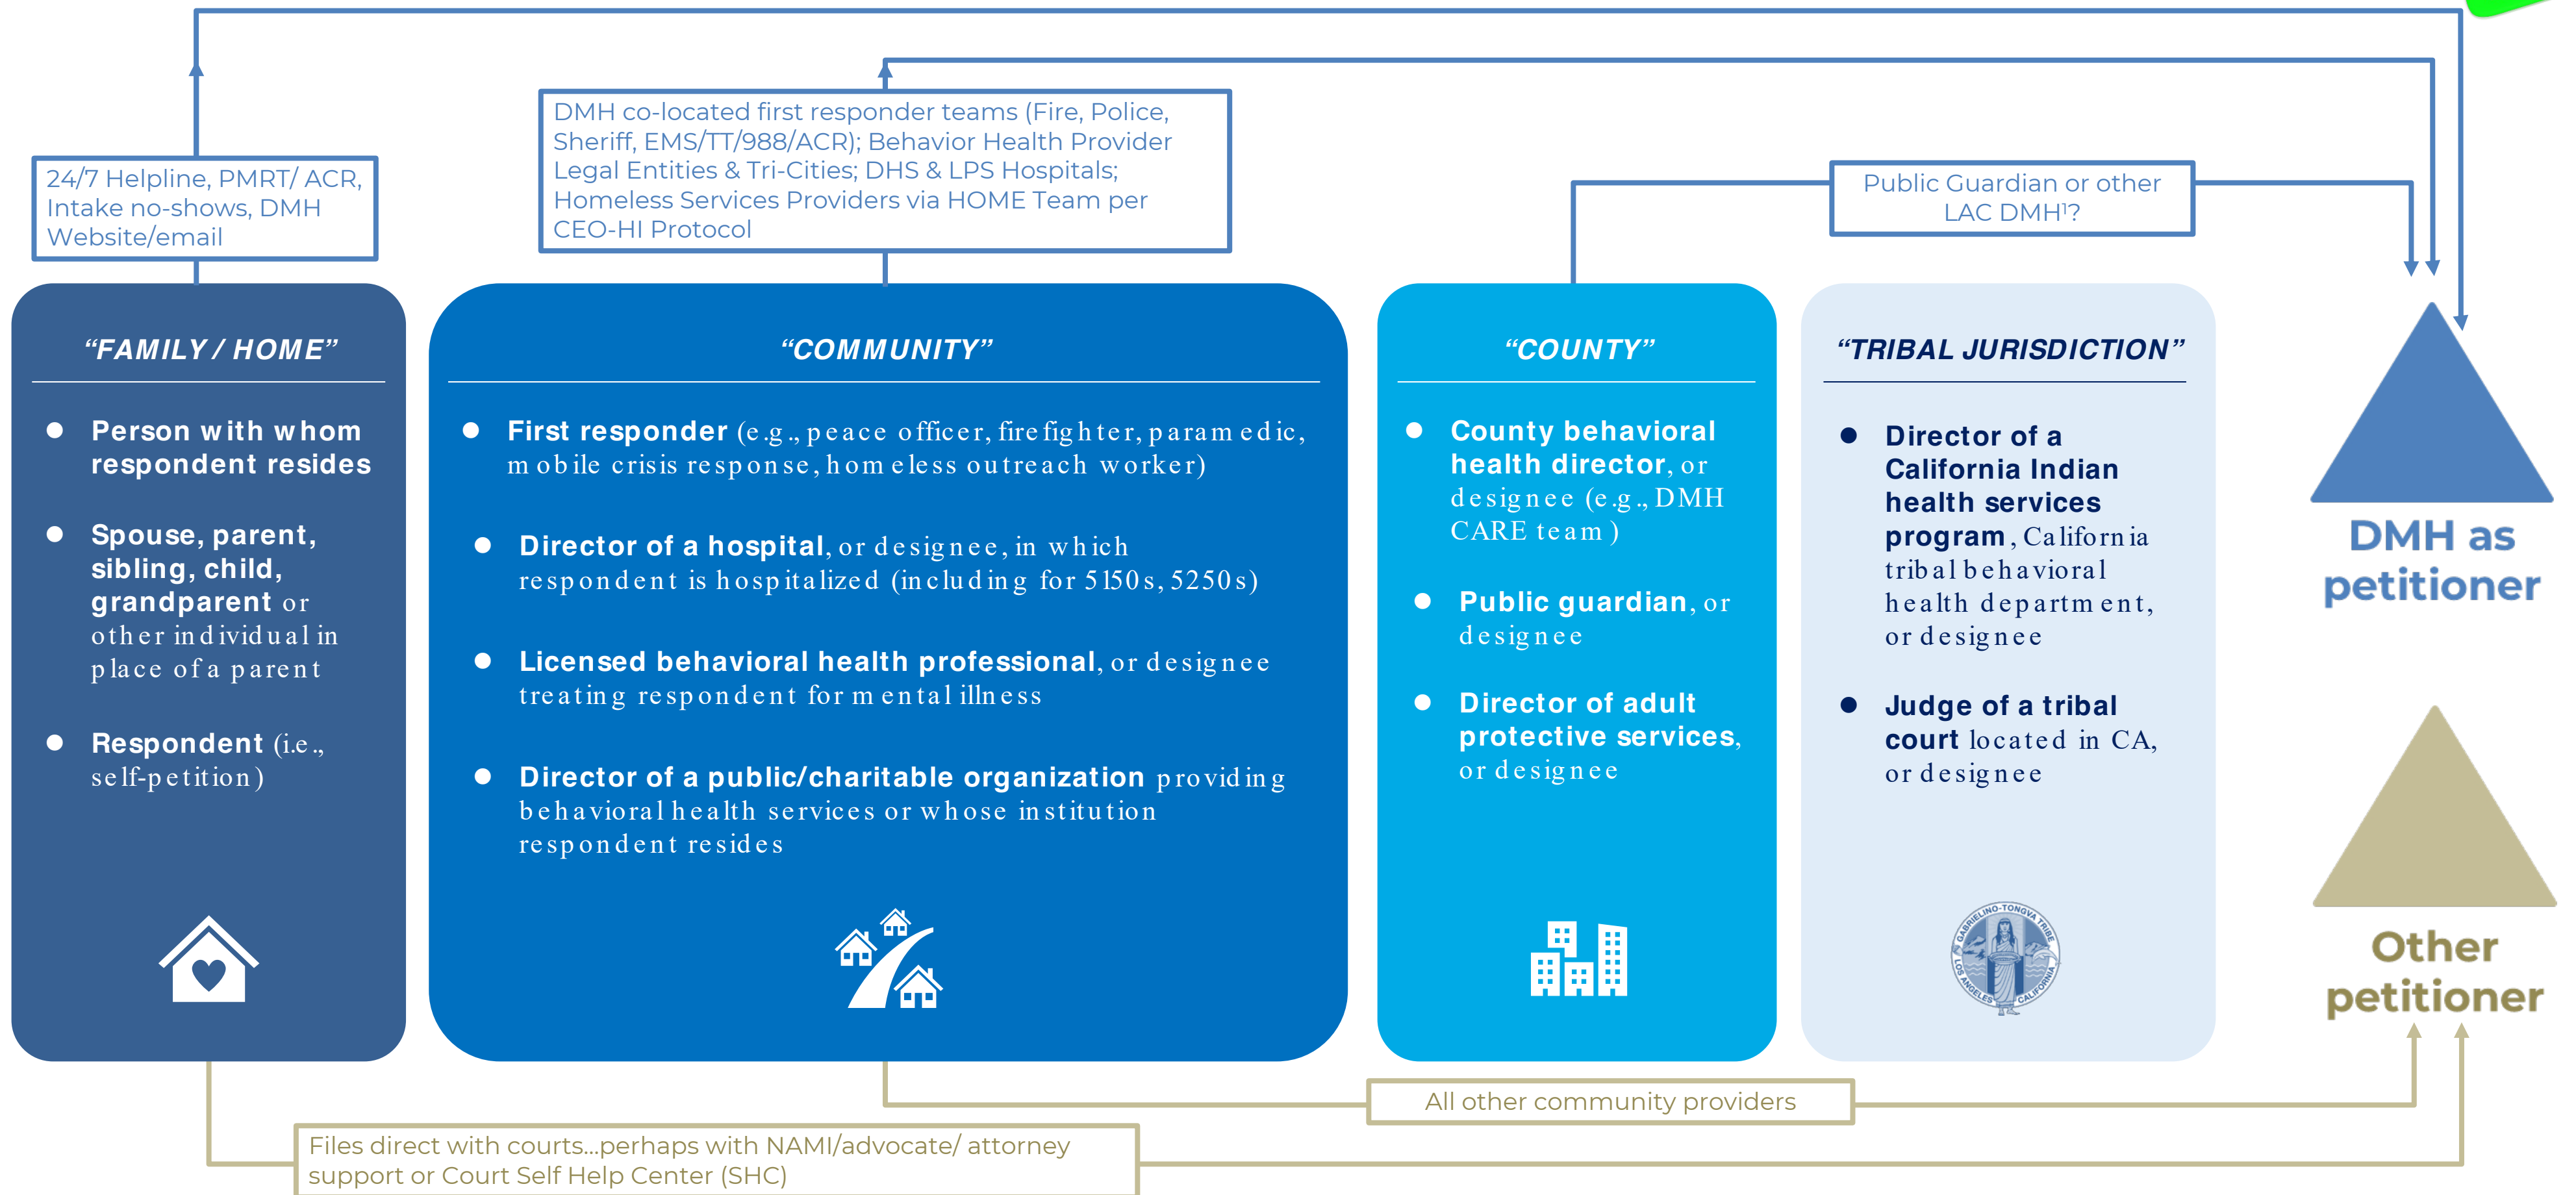 24/7 Helpline, PMRT/ ACR,
Intake no-shows, DMH
Website/email
DMH co-located first responder teams (Fire, Police,
Sheriff, EMS/TT/988/ACR); Behavior Health Provider
Legal Entities & Tri-Cities; DHS & LPS Hospitals;
Homeless Services Providers via HOME Team per
CEO-HI Protocol
Public Guardian or other
LAC DMH¹?
“FAMILY / HOME”
● Person with whom
respondent resides
● Spouse, parent,
sibling, child,
grandparent or
other individual in
place of a parent
● Respondent (i.e.,
self-petition)
“COMMUNITY”
● First responder (e.g., peace officer, firefighter, paramedic,
mobile crisis response, homeless outreach worker)
● Director of a hospital, or designee, in which
respondent is hospitalized (including for 5150s, 5250s)
● Licensed behavioral health professional, or designee
treating respondent for mental illness
● Director of a public/charitable organization providing
behavioral health services or whose institution
respondent resides
“COUNTY”
● County behavioral
health director, or
designee (e.g., DMH
CARE team)
● Public guardian, or
designee
● Director of adult
protective services,
or designee
“TRIBAL JURISDICTION”
● Director of a
California Indian
health services
program, California
tribal behavioral
health department,
or designee
● Judge of a tribal
court located in CA,
or designee
GABRIELINO-TONGVA TRIBE
LOS ANGELES CALIFORNIA
DMH as
petitioner
Other
petitioner
All other community providers
Files direct with courts...perhaps with NAMI/advocate/ attorney
support or Court Self Help Center (SHC)